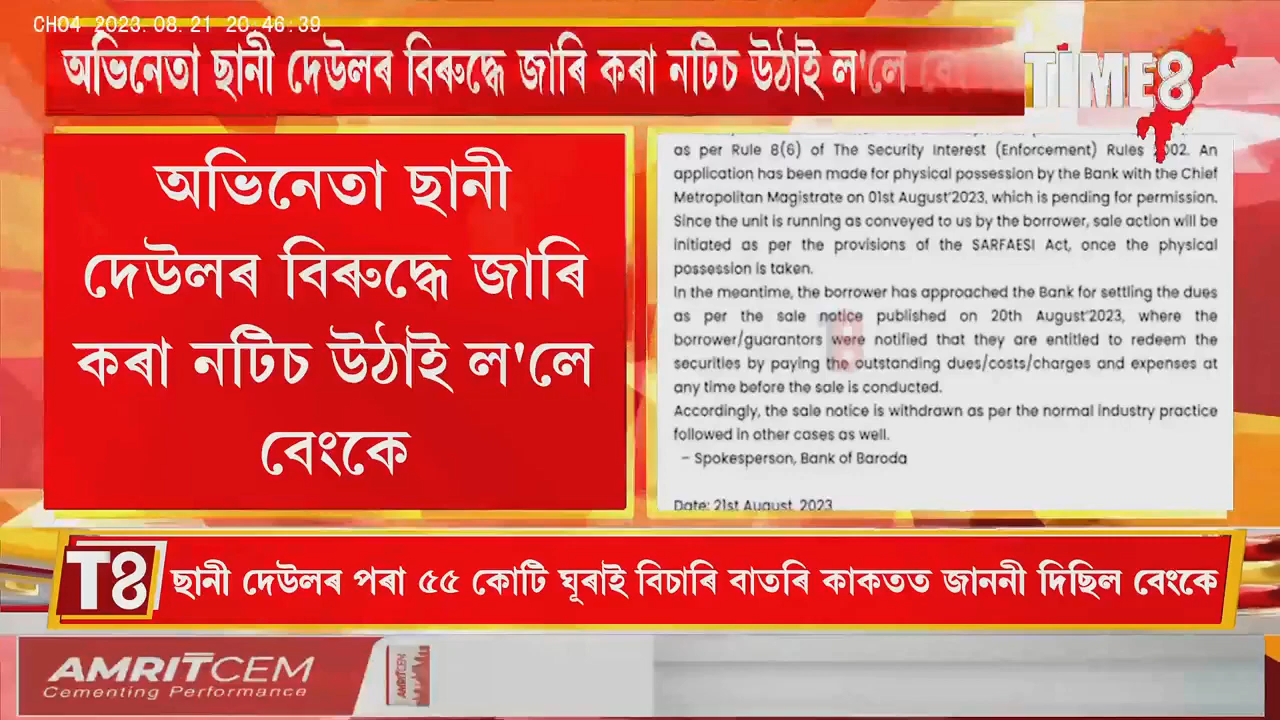 CH04 2023.08.21 20:46:39
অভিনেতা ছানী দেউলৰ বিৰুদ্ধে জাৰি কৰা নটিচ উঠাই ল'লে
TIME8
অভিনেতা ছানী
দেউলৰ বিৰুদ্ধে জাৰি
কৰা নটিচ উঠাই ল'লে
বেংকে
as per Rule 8(6) of The Security Interest (Enforcement) Rules 2002. An
application has been made for physical possession by the Bank with the Chief
Metropolitan Magistrate on 01st August'2023, which is pending for permission.
Since the unit is running as conveyed to us by the borrower, sale action will be
initiated as per the provisions of the SARFAESI Act, once the physical
possession is taken.
In the meantime, the borrower has approached the Bank for settling the dues
as per the sale notice published on 20th August'2023, where the
borrower/guarantors were notified that they are entitled to redeem the
securities by paying the outstanding dues/costs/charges and expenses at
any time before the sale is conducted.
Accordingly, the sale notice is withdrawn as per the normal industry practice
followed in other cases as well.
– Spokesperson, Bank of Baroda
Date: 21st August, 2023
T8 ছানী দেউলৰ পৰা ৫৫ কোটি ঘূৰাই বিচাৰি বাতৰি কাকতত জাননী দিছিল বেংকে
AMRITCEM
Cementing Performance
AMRITCEM